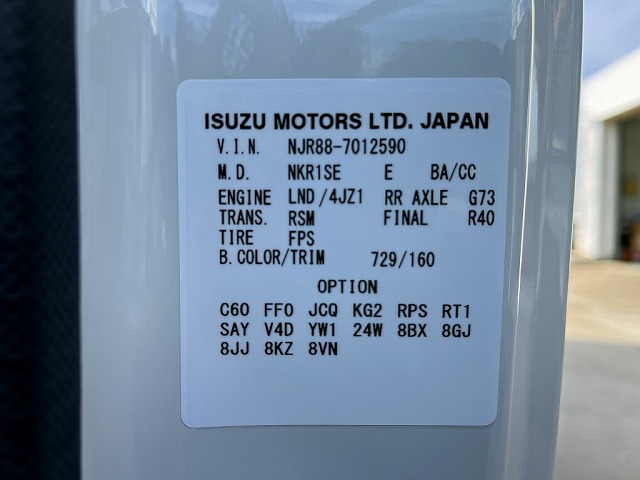 ISUZU MOTORS LTD. JAPAN
V.I.N. NJR88-7012590
M.D. NKR1SE E BA/CC
ENGINE LND/4JZ1 RR AXLE G73
TRANS. RSM FINAL R40
TIRE FPS
B.COLOR/TRIM 729/160
OPTION
C60 FF0 JCQ KG2 RPS RT1
SAY V4D YW1 24W 8BX 8GJ
8JJ 8KZ 8VN